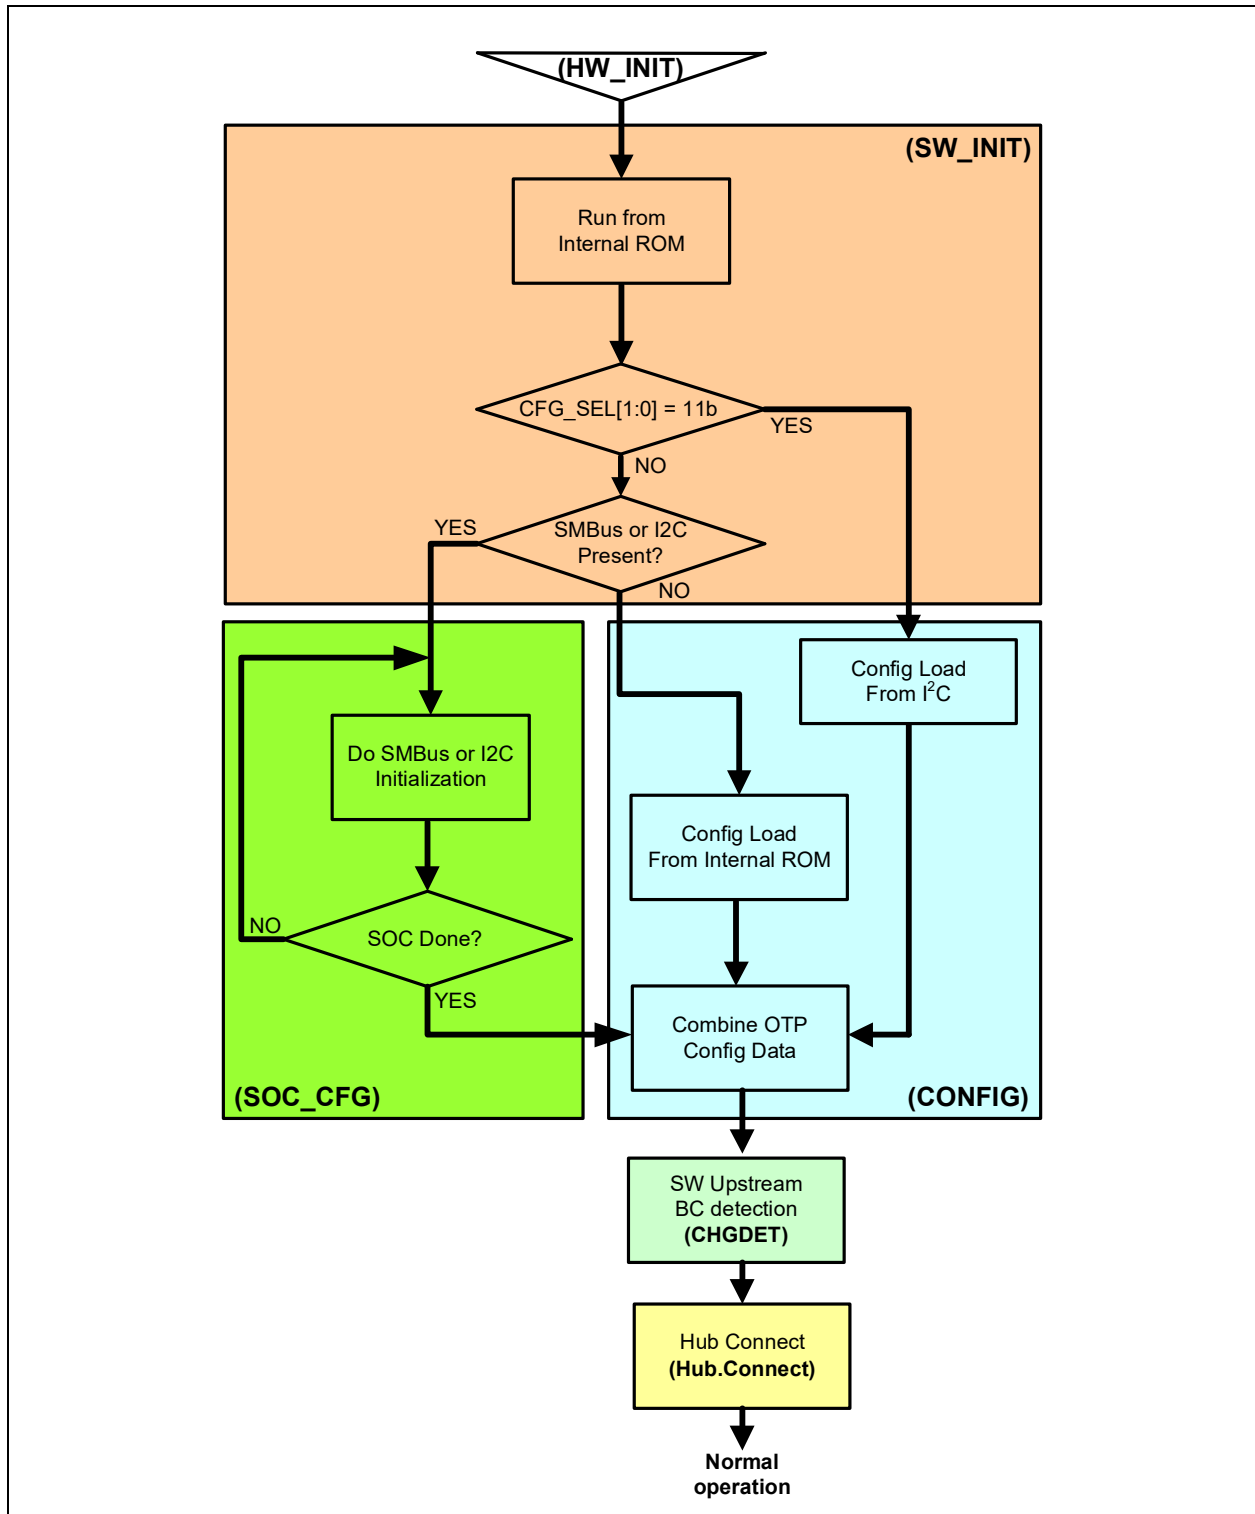 (HW_INIT)
(SW_INIT)
Run from
Internal ROM
CFG_SEL[1:0] = 11b
YES
NO
YES
SMBus or I2C
Present?
NO
Config Load
From I²C
Do SMBus or I2C
Initialization
Config Load
From Internal ROM
NO
SOC Done?
YES
Combine OTP
Config Data
(SOC_CFG)
(CONFIG)
SW Upstream
BC detection
(CHGDET)
Hub Connect
(Hub.Connect)
Normal
operation